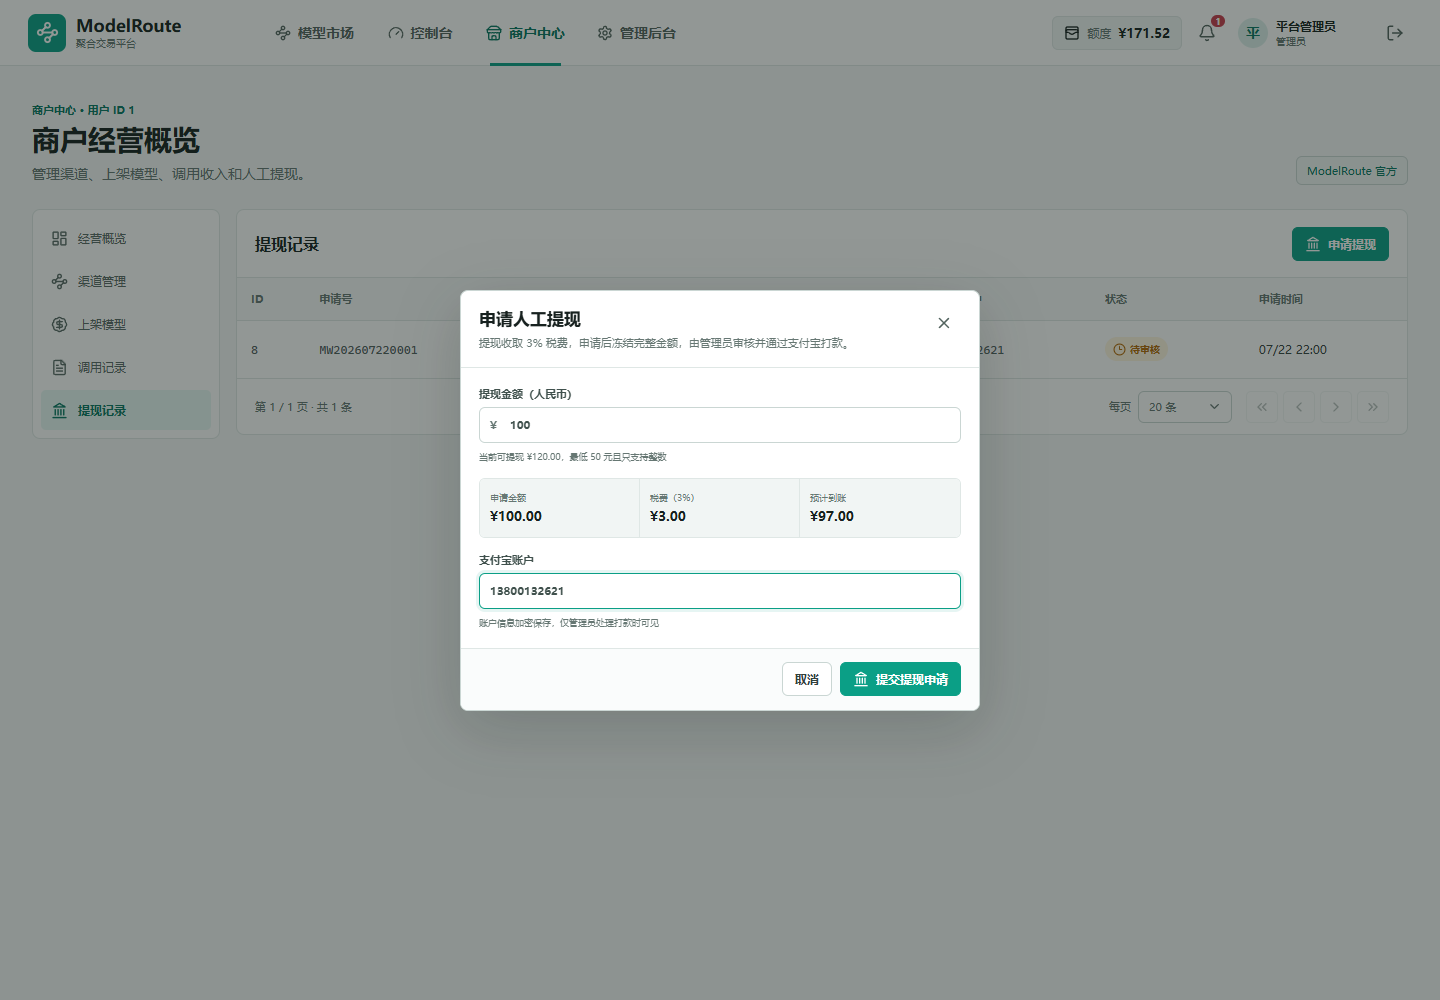 ModelRoute
聚合交易平台
模型市场
控制台
商户中心
管理后台
额度 ¥171.52
1
平
平台管理员
管理员
商户中心 • 用户 ID 1
商户经营概览
管理渠道、上架模型、调用收入和人工提现。
ModelRoute 官方
经营概览
渠道管理
上架模型
调用记录
提现记录
提现记录
申请提现
ID 申请号 状态 申请时间
8 MW202607220001 2621 待审核 07/22 22:00
第 1 / 1 页 · 共 1 条
每页 20 条
申请人工提现
提现收取 3% 税费，申请后冻结完整金额，由管理员审核并通过支付宝打款。
提现金额（人民币）
¥ 100
当前可提现 ¥120.00，最低 50 元且只支持整数
申请金额 税费（3%） 预计到账
¥100.00 ¥3.00 ¥97.00
支付宝账户
13800132621
账户信息加密保存，仅管理员处理打款时可见
取消
提交提现申请